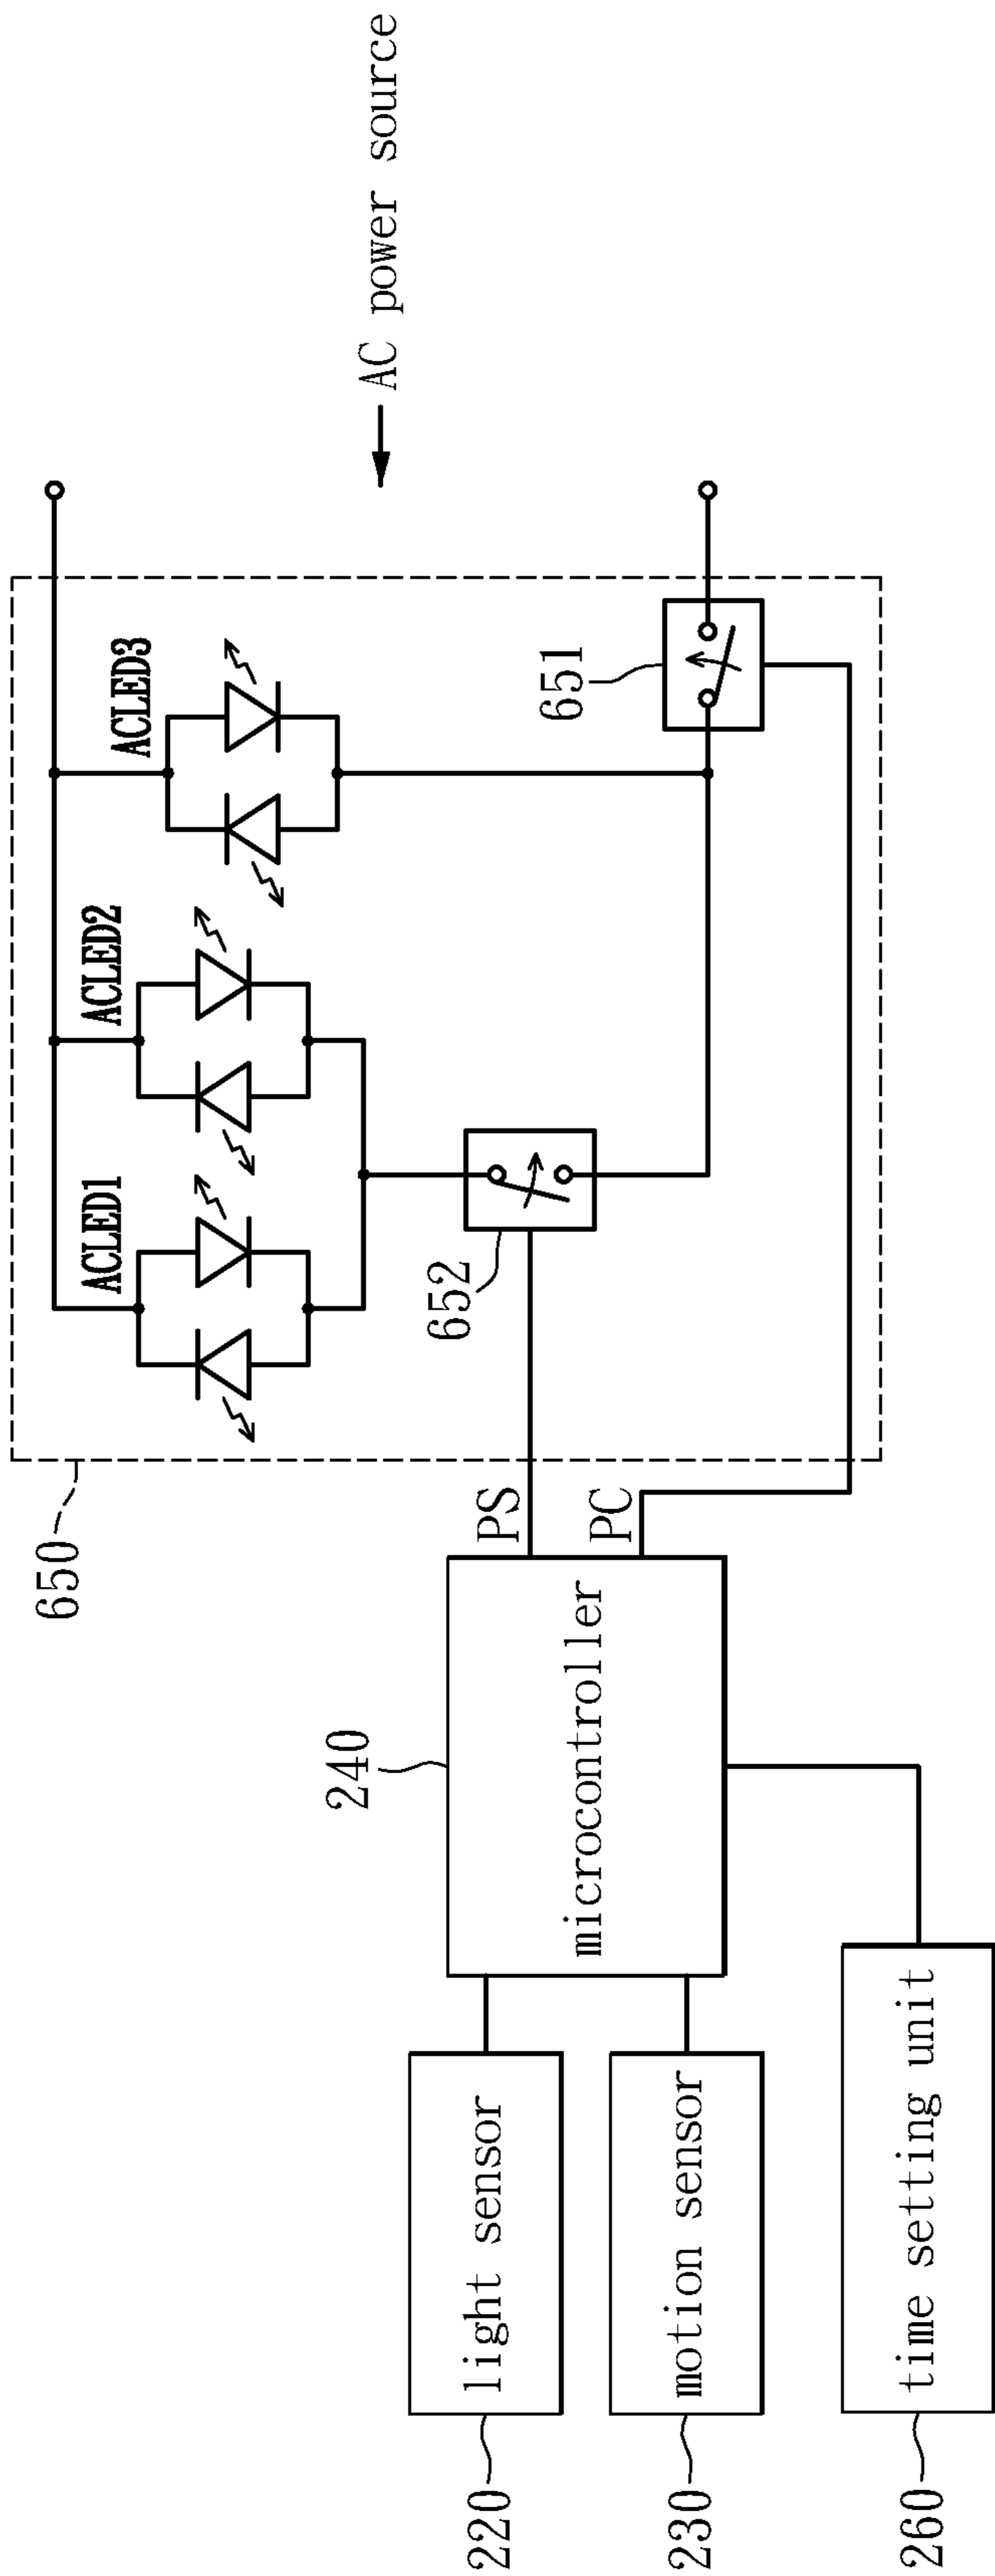 650
ACLED1
ACLED2
ACLED3
AC power source
652
651
PS
PC
240
microcontroller
220
light sensor
230
motion sensor
260
time setting unit